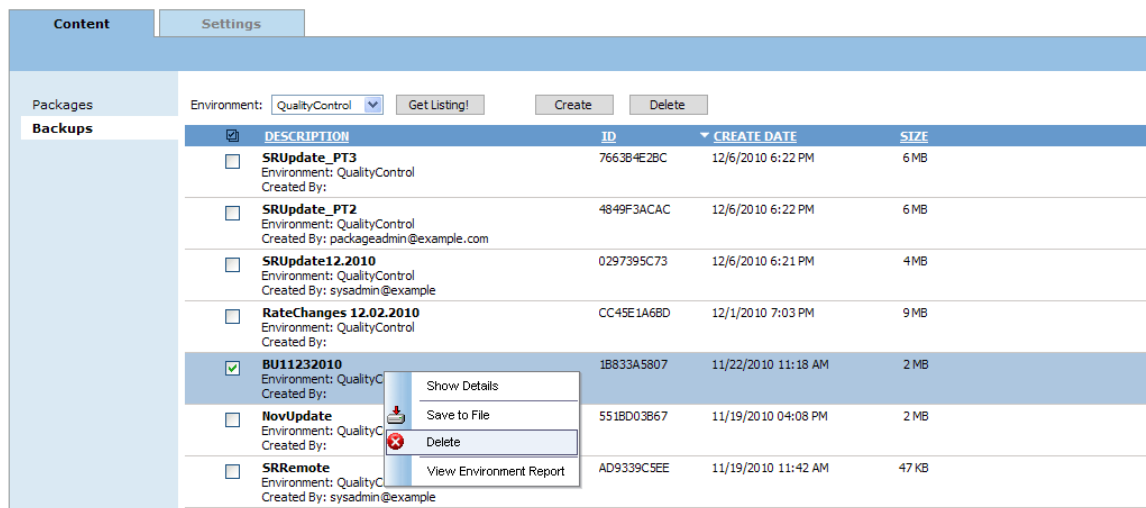 Content Settings
Packages
Backups
Environment: QualityControl Get Listing! Create Delete
DESCRIPTION ID CREATE DATE SIZE
SRUpdate_PT3 7663B4E2BC 12/6/2010 6:22 PM 6 MB
Environment: QualityControl
Created By:
SRUpdate_PT2 4849F3ACAC 12/6/2010 6:22 PM 6 MB
Environment: QualityControl
Created By: packageadmin@example.com
SRUpdate12.2010 0297395C73 12/6/2010 6:21 PM 4 MB
Environment: QualityControl
Created By: sysadmin@example
RateChanges 12.02.2010 CC45E1A6BD 12/1/2010 7:03 PM 9 MB
Environment: QualityControl
Created By:
BU11232010 1B833A5807 11/22/2010 11:18 AM 2 MB
Environment: QualityC
Created By:
Show Details
Save to File
Delete
View Environment Report
NovUpdate 551BD03B67 11/19/2010 04:08 PM 2 MB
Environment: QualityC
Created By:
SRRemote AD9339C5EE 11/19/2010 11:42 AM 47 KB
Environment: QualityC
Created By: sysadmin@example